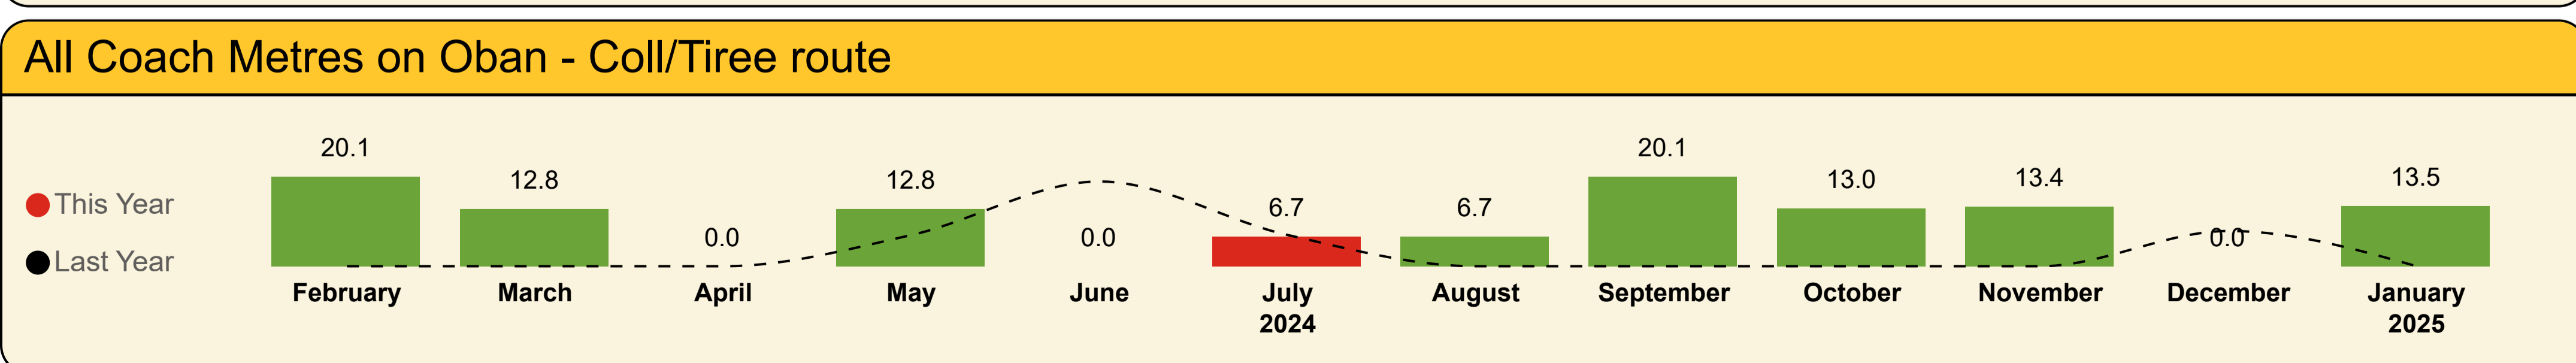 All Coach Metres on Oban - Coll/Tiree route
20.1
12.8
0.0
12.8
0.0
6.7
6.7
20.1
13.0
13.4
0.0
13.5
This Year
Last Year
February
March
April
May
June
July
August
September
October
November
December
January
2024
2025